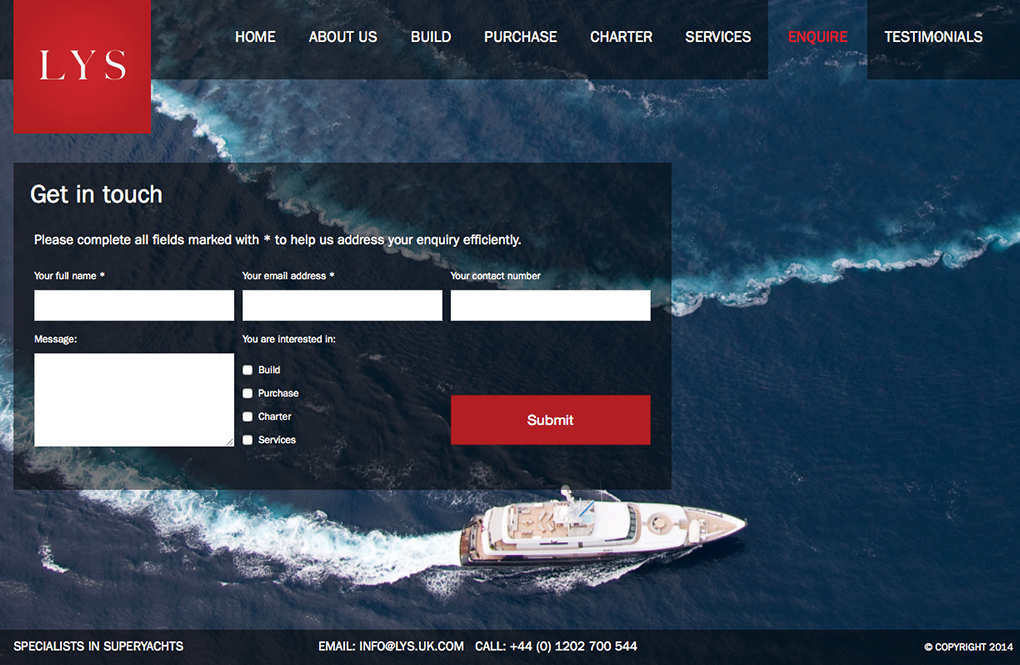 LYS
HOME ABOUT US BUILD PURCHASE CHARTER SERVICES ENQUIRE TESTIMONIALS
Get in touch
Please complete all fields marked with * to help us address your enquiry efficiently.
Your full name * Your email address * Your contact number
Message: You are interested in:
Build
Purchase
Charter
Services
Submit
SPECIALISTS IN SUPERYACHTS EMAIL: INFO@LYS.UK.COM CALL: +44 (0) 1202 700 544 © COPYRIGHT 2014